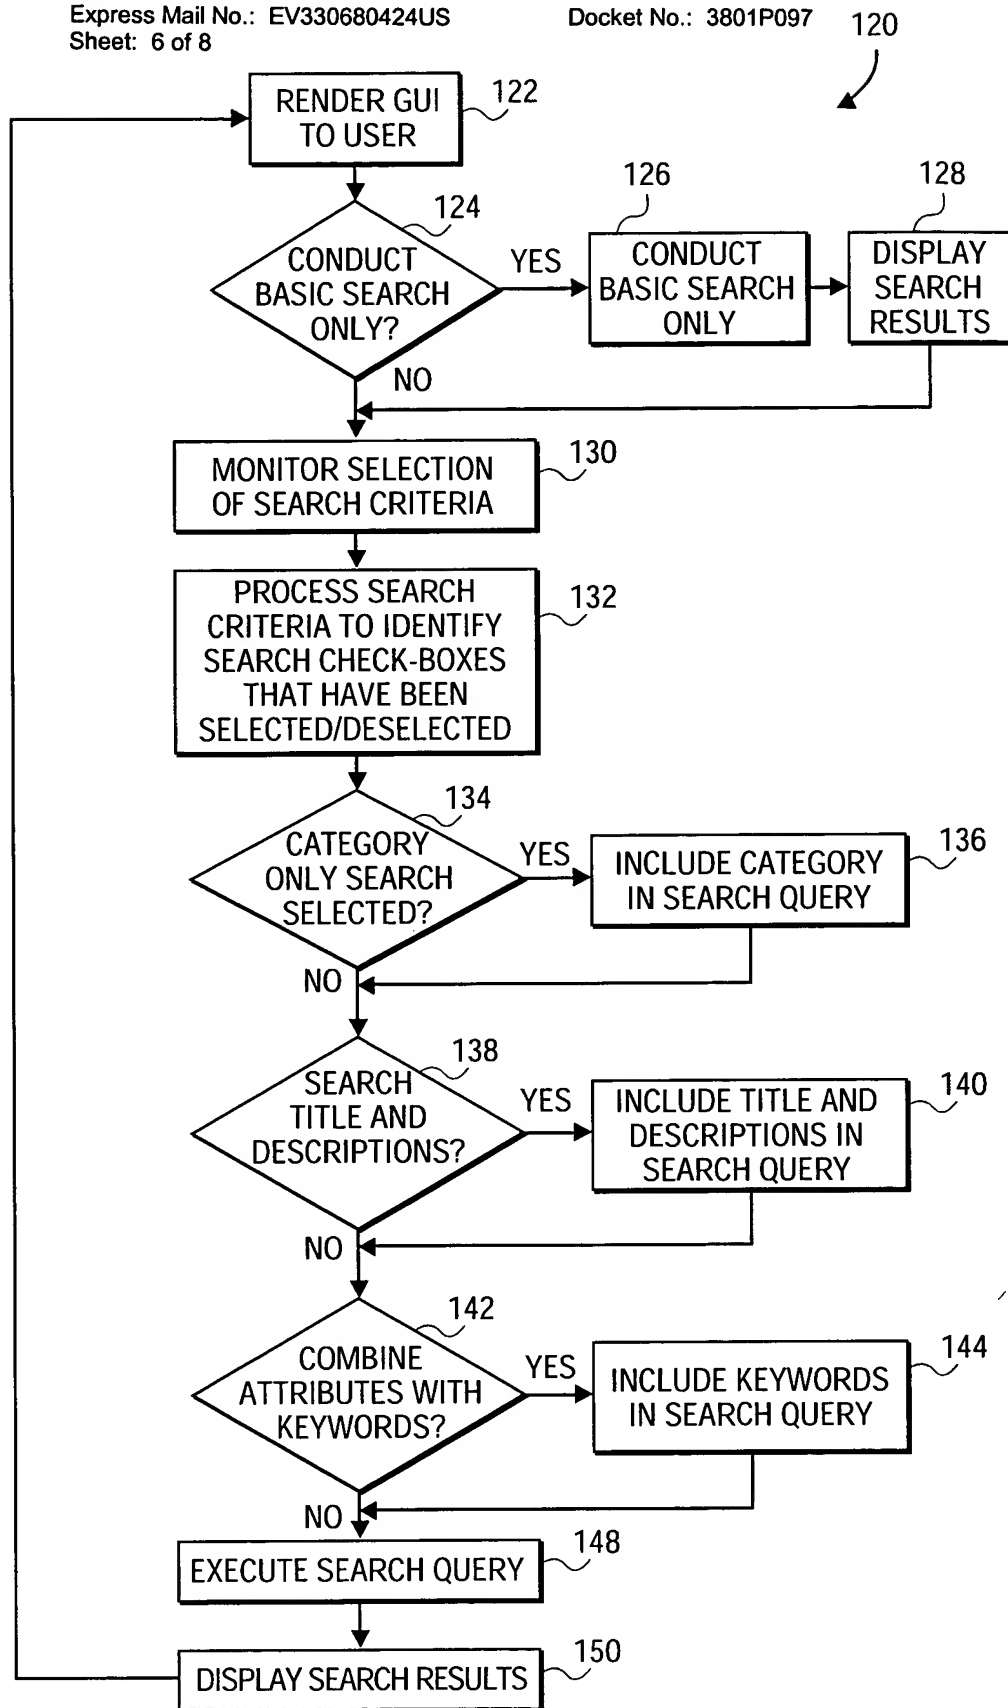 Express Mail No.: EV330680424US Docket No.: 3801P097
Sheet: 6 of 8
120
RENDER GUI
TO USER
122
124
CONDUCT
BASIC SEARCH
ONLY?
YES
126
CONDUCT
BASIC SEARCH
ONLY
128
DISPLAY
SEARCH
RESULTS
NO
MONITOR SELECTION
OF SEARCH CRITERIA
130
PROCESS SEARCH
CRITERIA TO IDENTIFY
SEARCH CHECK-BOXES
THAT HAVE BEEN
SELECTED/DESELECTED
132
134
CATEGORY
ONLY SEARCH
SELECTED?
YES
INCLUDE CATEGORY
IN SEARCH QUERY
136
NO
138
SEARCH
TITLE AND
DESCRIPTIONS?
YES
INCLUDE TITLE AND
DESCRIPTIONS IN
SEARCH QUERY
140
NO
142
COMBINE
ATTRIBUTES WITH
KEYWORDS?
YES
INCLUDE KEYWORDS
IN SEARCH QUERY
144
NO
EXECUTE SEARCH QUERY
148
DISPLAY SEARCH RESULTS
150